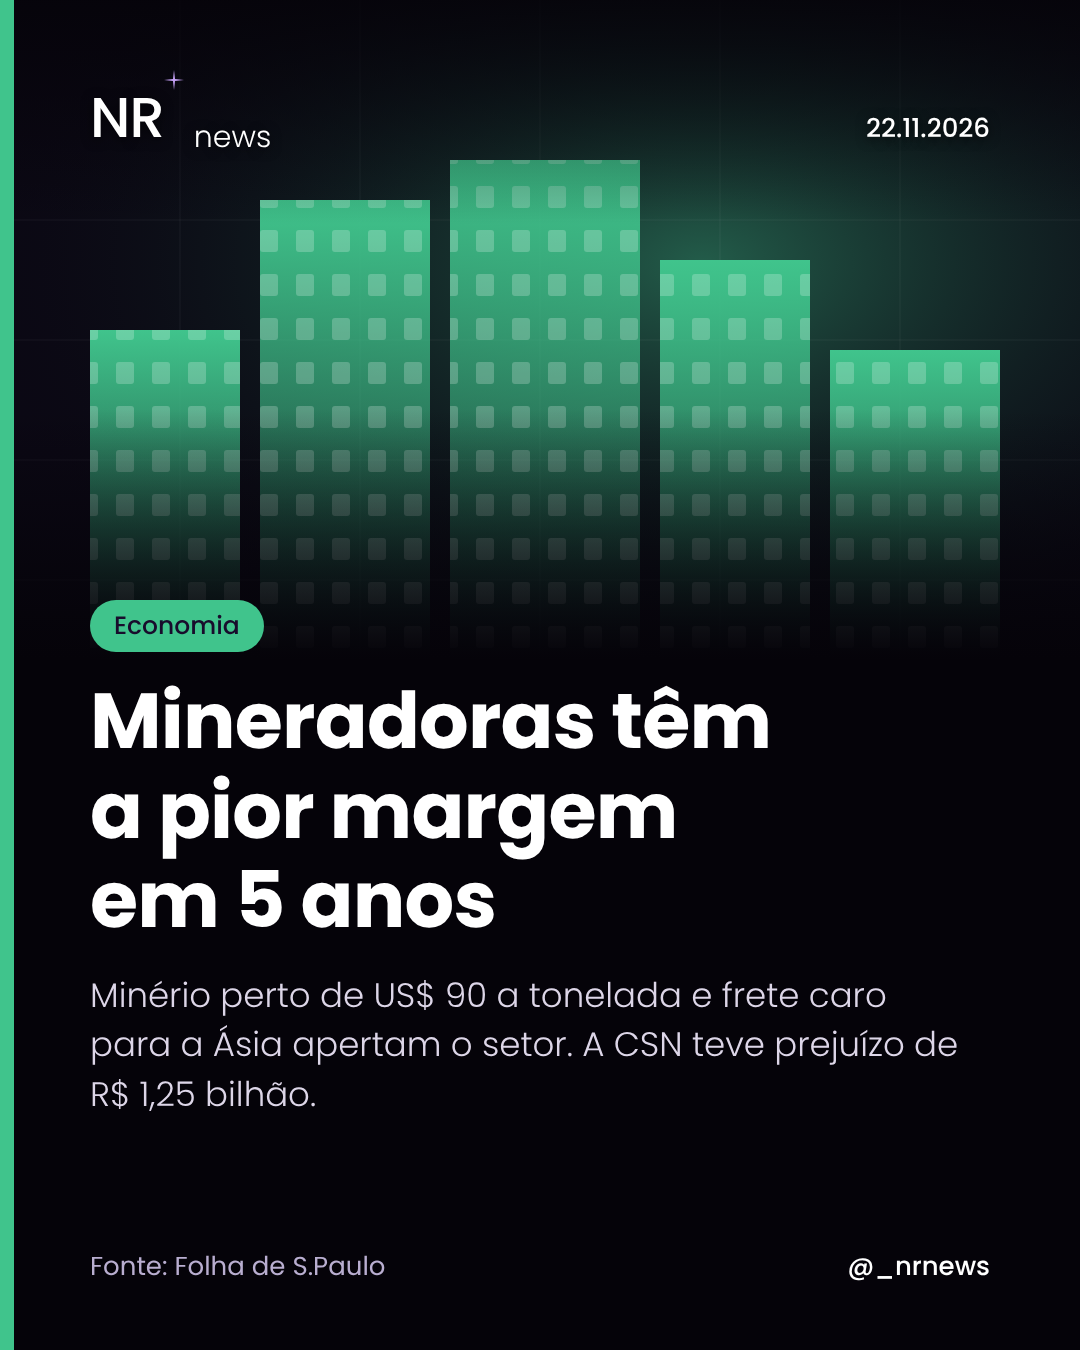 NR news
22.11.2026
Economia
Mineradoras têm
a pior margem
em 5 anos
Minério perto de US$ 90 a tonelada e frete caro
para a Ásia apertam o setor. A CSN teve prejuízo de
R$ 1,25 bilhão.
Fonte: Folha de S.Paulo
@_nrnews